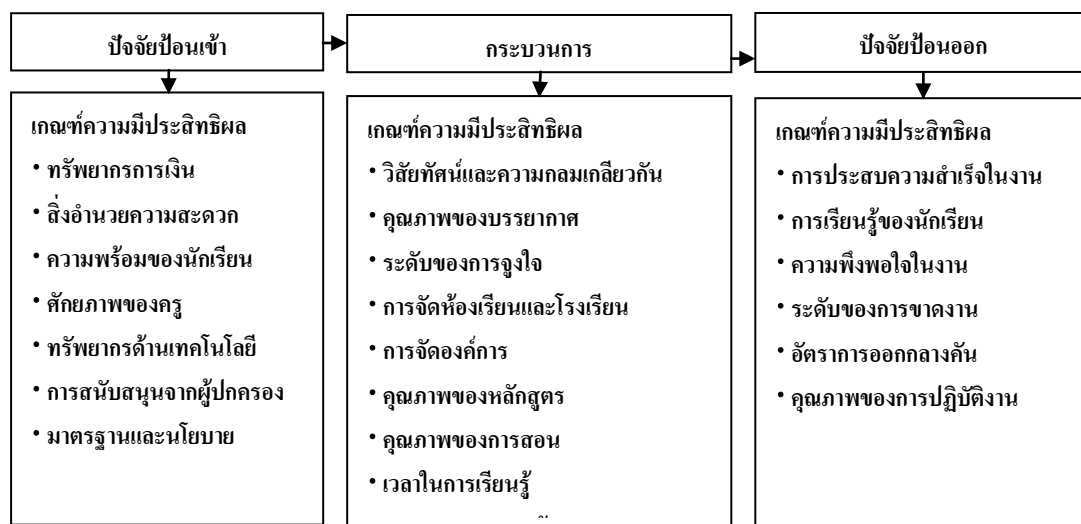 ปัจจัยป้อนเข้า
กระบวนการ
ปัจจัยป้อนออก
เกณฑ์ความมีประสิทธิผล
• ทรัพยากรการเงิน
• สิ่งอำนวยความสะดวก
• ความพร้อมของนักเรียน
• ศักยภาพของครู
• ทรัพยากรด้านเทคโนโลยี
• การสนับสนุนจากผู้ปกครอง
• มาตรฐานและนโยบาย
เกณฑ์ความมีประสิทธิผล
• วิสัยทัศน์และความกลมเกลียวกัน
• คุณภาพของบรรยากาศ
• ระดับของการจูงใจ
• การจัดห้องเรียนและโรงเรียน
• การจัดองค์การ
• คุณภาพของหลักสูตร
• คุณภาพของการสอน
• เวลาในการเรียนรู้
เกณฑ์ความมีประสิทธิผล
• การประสบความสำเร็จในงาน
• การเรียนรู้ของนักเรียน
• ความพึงพอใจในงาน
• ระดับของการขาดงาน
• อัตราการออกกลางคัน
• คุณภาพของการปฏิบัติงาน